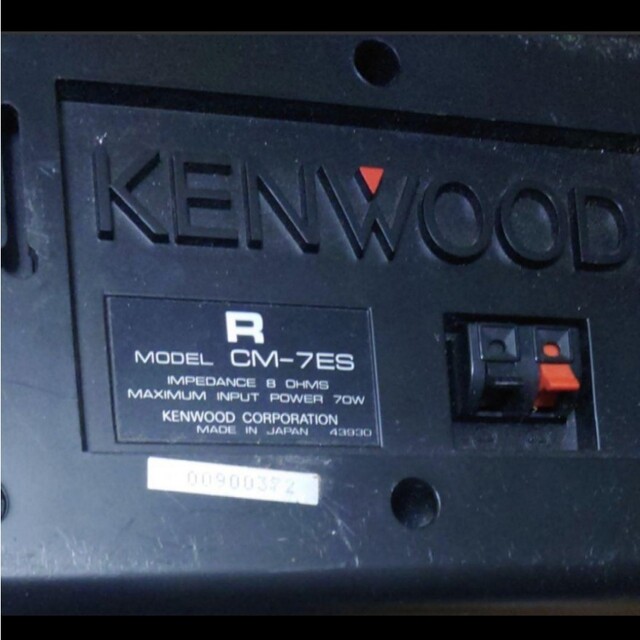 KENWOOD
R
MODEL CM-7ES
IMPEDANCE 8 OHMS
MAXIMUM INPUT POWER 70W
KENWOOD CORPORATION
MADE IN JAPAN 43930